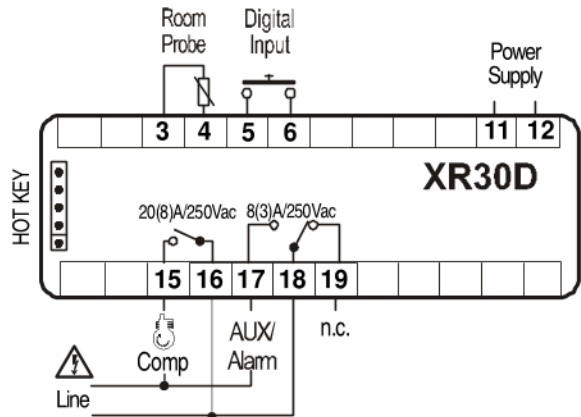 Room
Probe
Digital
Input
Power
Supply
3 4 5 6 11 12
HOT KEY
XR30D
20(8)A/250Vac 8(3)A/250Vac
15 16 17 18 19
Comp
AUX/
Alarm
n.c.
Line